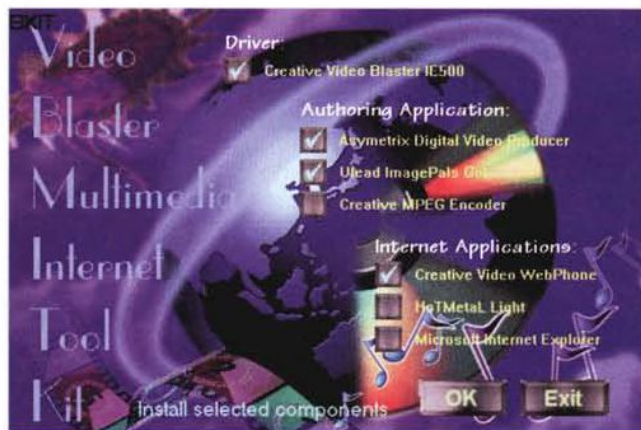 EXIT
Video
Blaster
Multimedia
Internet
Tool
Kit
Driver:
Creative Video Blaster IE500
Authoring Application:
Asymetrix Digital Video Producer
Ulead ImagePals Go!
Creative MPEG Encoder
Internet Applications:
Creative Video WebPhone
HoTMetaL Light
Microsoft Internet Explorer
Install selected components
OK
Exit